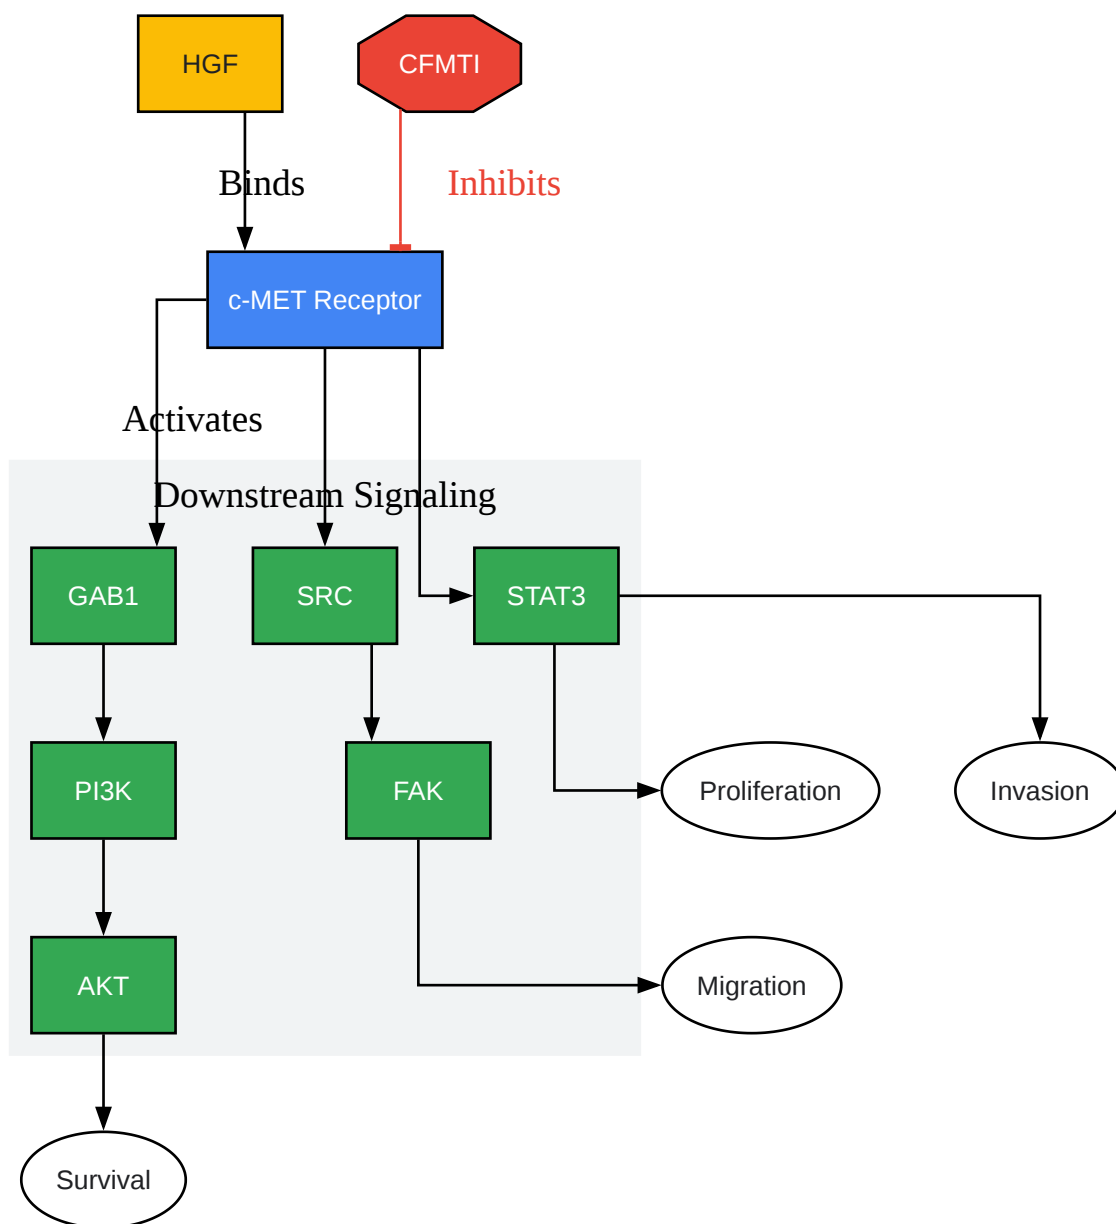 HGF
CFMTI
Binds
Inhibits
c-MET Receptor
Activates
Downstream Signaling
GAB1
SRC
STAT3
PI3K
FAK
Proliferation
Invasion
AKT
Migration
Survival